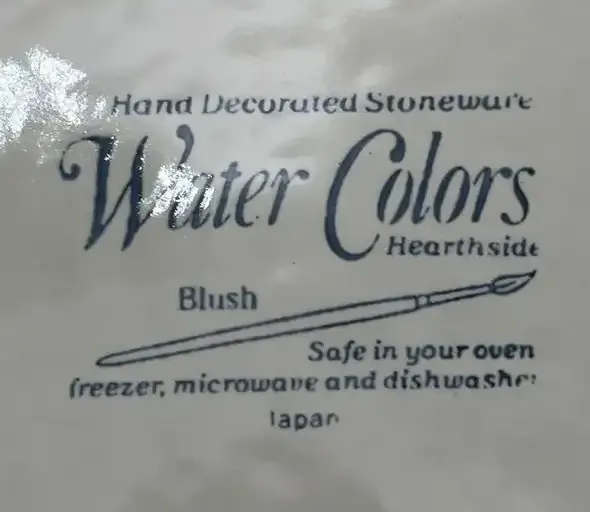 Hand Decorated Stoneware
Water Colors
Hearthside
Blush
Safe in your oven
freezer, microwave and dishwasher
Japan